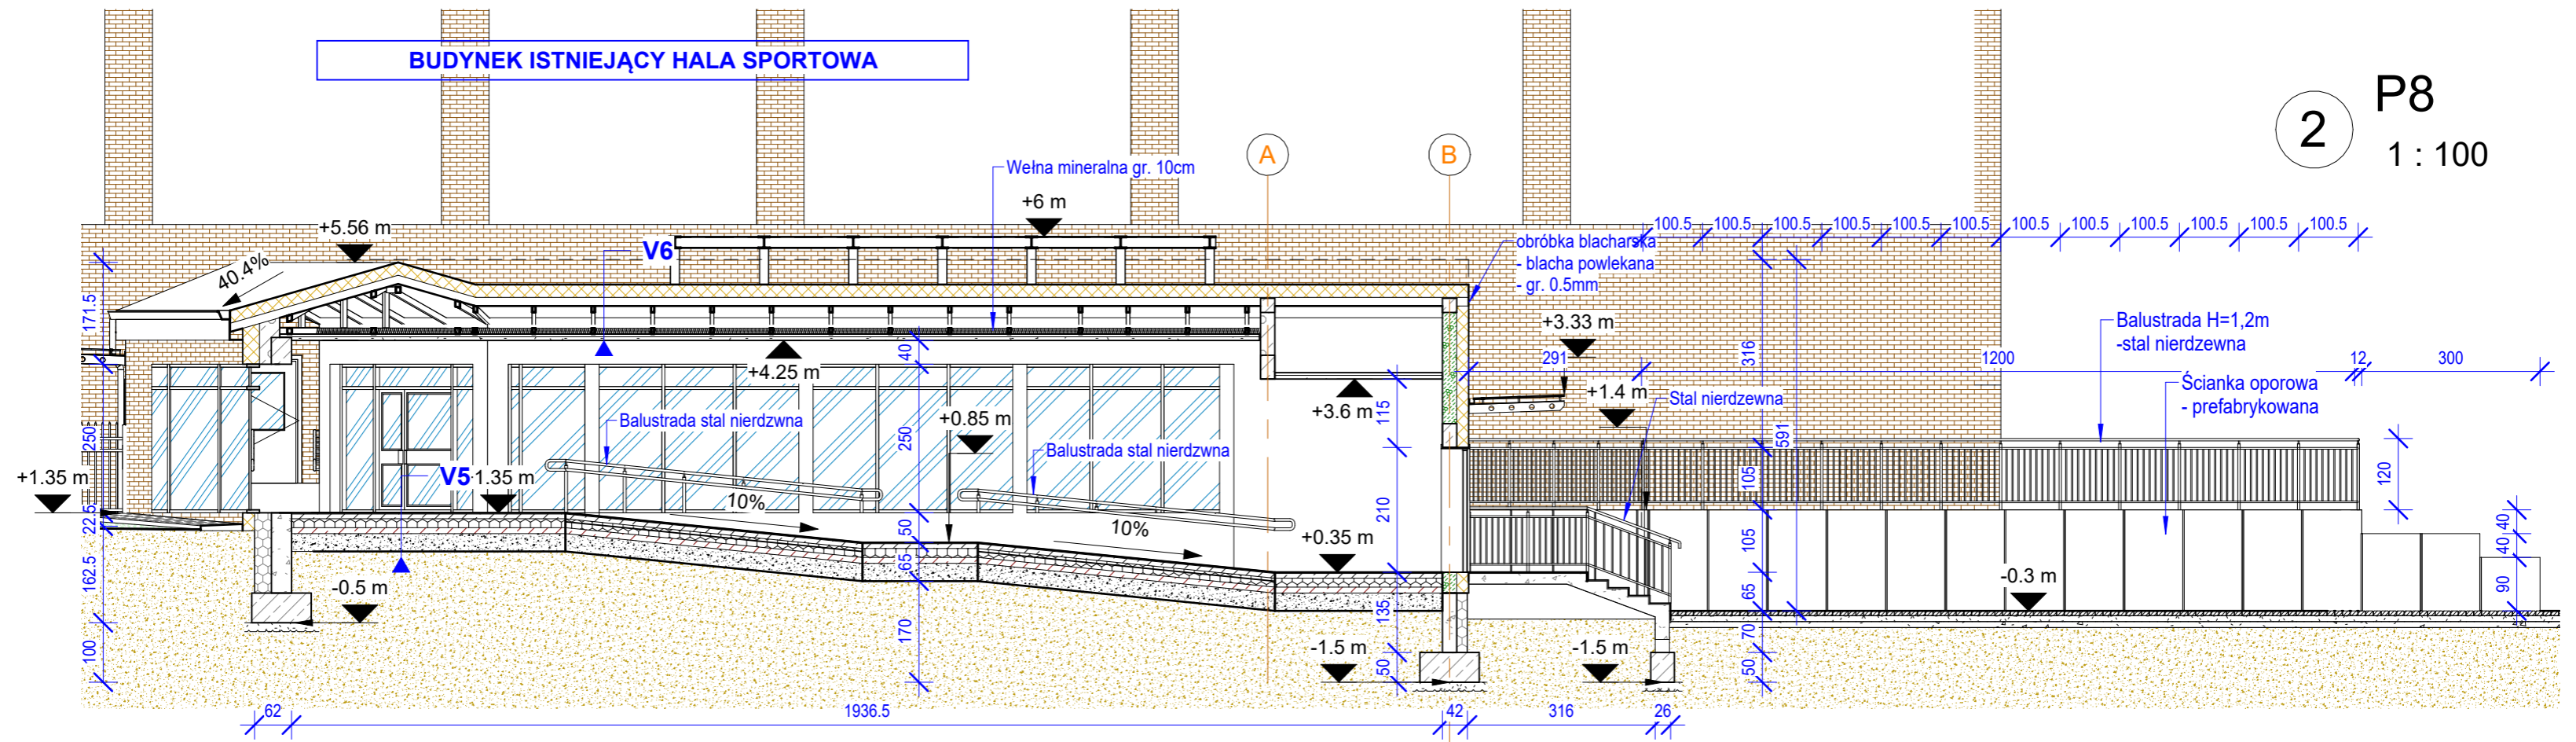 BUDYNEK ISTNIEJĄCY HALA SPORTOWA
2
P8
1 : 100
A
B
Wełna mineralna gr. 10cm
+6 m
+5.56 m
40.4%
V6
100.5 100.5 100.5 100.5 100.5 100.5 100.5 100.5 100.5 100.5 100.5 100.5
obróbka blacharska
- blacha powlekana
- gr. 0.5mm
171.5
+3.33 m
291
316
1200
12
300
Balustrada H=1,2m
-stal nierdzewna
Ścianka oporowa
- prefabrykowana
40
+4.25 m
+3.6 m
115
+1.4 m
Stal nierdzewna
Balustrada stal nierdzwna
+0.85 m
Balustrada stal nierdzwna
250
250
591
105
120
+1.35 m
V5
1.35 m
10%
10%
210
22.5
50
65
+0.35 m
105
65
40
40
90
162.5
-0.5 m
-0.3 m
100
170
135
50
-1.5 m
-1.5 m
70
50
62
1936.5
42
316
26